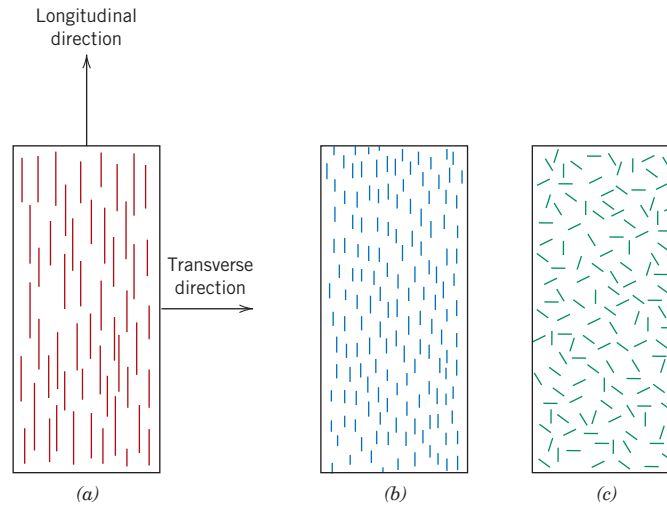 Longitudinal
direction
Transverse
direction
(a)
(b)
(c)